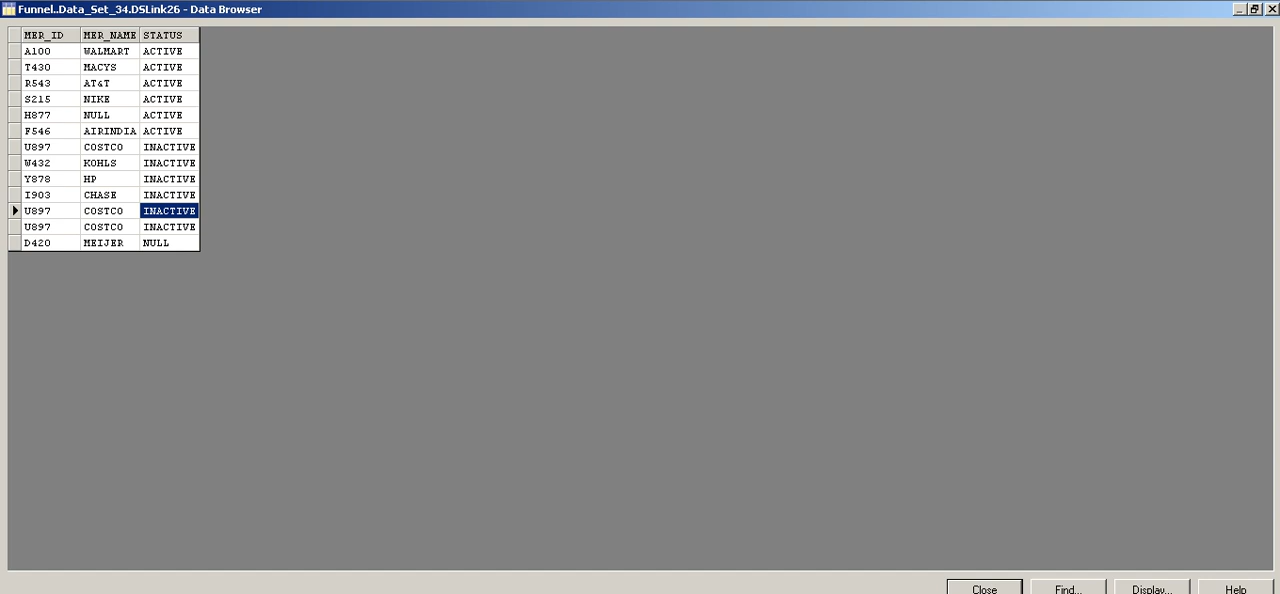 Funnel..Data_Set_34.DSLink26 - Data Browser
MER_ID MER_NAME STATUS
A100 WALMART ACTIVE
T430 MACYS ACTIVE
R543 AT&T ACTIVE
S215 NIKE ACTIVE
H877 NULL ACTIVE
F546 AIRINDIA ACTIVE
U897 COSTCO INACTIVE
W432 KOHLS INACTIVE
Y878 HP INACTIVE
I903 CHASE INACTIVE
U897 COSTCO INACTIVE
U897 COSTCO INACTIVE
D420 MEIJER NULL
Close Find... Display... Help